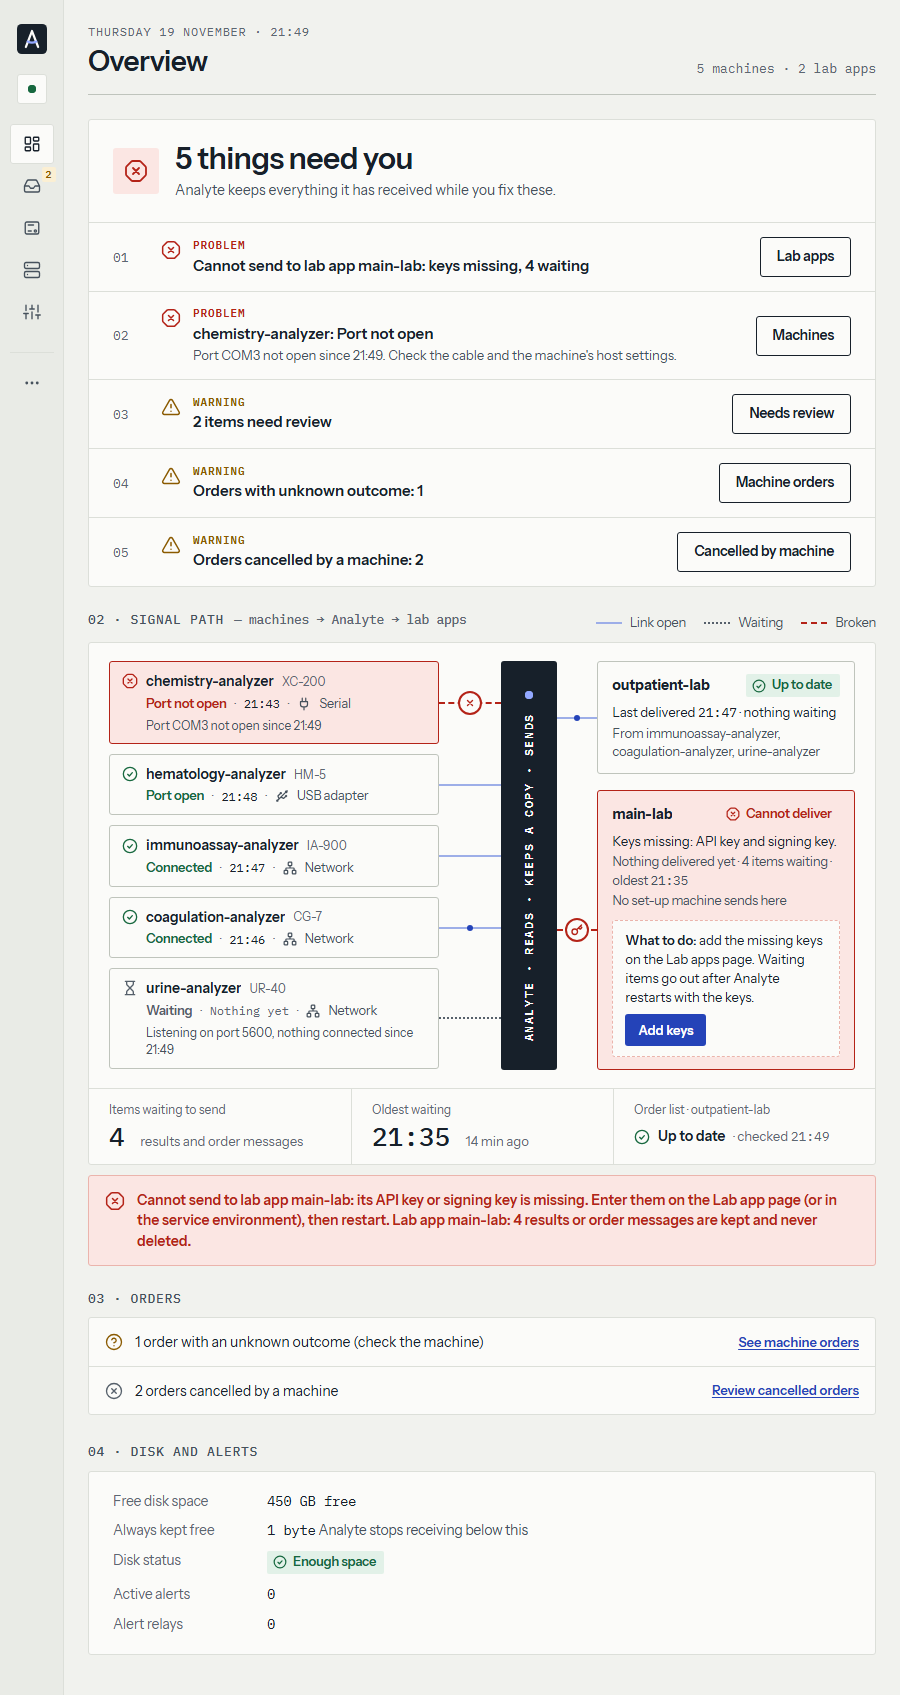 THURSDAY 19 NOVEMBER · 21:49
Overview
5 machines · 2 lab apps
2
5 things need you
Analyte keeps everything it has received while you fix these.
01
PROBLEM
Cannot send to lab app main-lab: keys missing, 4 waiting
Lab apps
02
PROBLEM
chemistry-analyzer: Port not open
Port COM3 not open since 21:49. Check the cable and the machine's host settings.
Machines
03
WARNING
2 items need review
Needs review
04
WARNING
Orders with unknown outcome: 1
Machine orders
05
WARNING
Orders cancelled by a machine: 2
Cancelled by machine
02 · SIGNAL PATH — machines → Analyte → lab apps
Link open
Waiting
Broken
chemistry-analyzer XC-200
Port not open · 21:43 · Serial
Port COM3 not open since 21:49
hematology-analyzer HM-5
Port open · 21:48 · USB adapter
immunoassay-analyzer IA-900
Connected · 21:47 · Network
coagulation-analyzer CG-7
Connected · 21:46 · Network
urine-analyzer UR-40
Waiting · Nothing yet · Network
Listening on port 5600, nothing connected since
21:49
ANALYTE · READS · KEEPS A COPY · SENDS
outpatient-lab
Up to date
Last delivered 21:47 · nothing waiting
From immunoassay-analyzer,
coagulation-analyzer, urine-analyzer
main-lab
Cannot deliver
Keys missing: API key and signing key.
Nothing delivered yet · 4 items waiting ·
oldest 21:35
No set-up machine sends here
What to do: add the missing keys
on the Lab apps page. Waiting
items go out after Analyte
restarts with the keys.
Add keys
Items waiting to send
4 results and order messages
Oldest waiting
21:35 14 min ago
Order list · outpatient-lab
Up to date · checked 21:49
Cannot send to lab app main-lab: its API key or signing key is missing. Enter them on the Lab app page (or in
the service environment), then restart. Lab app main-lab: 4 results or order messages are kept and never
deleted.
03 · ORDERS
1 order with an unknown outcome (check the machine)
See machine orders
2 orders cancelled by a machine
Review cancelled orders
04 · DISK AND ALERTS
Free disk space
450 GB free
Always kept free
1 byte Analyte stops receiving below this
Disk status
Enough space
Active alerts
0
Alert relays
0